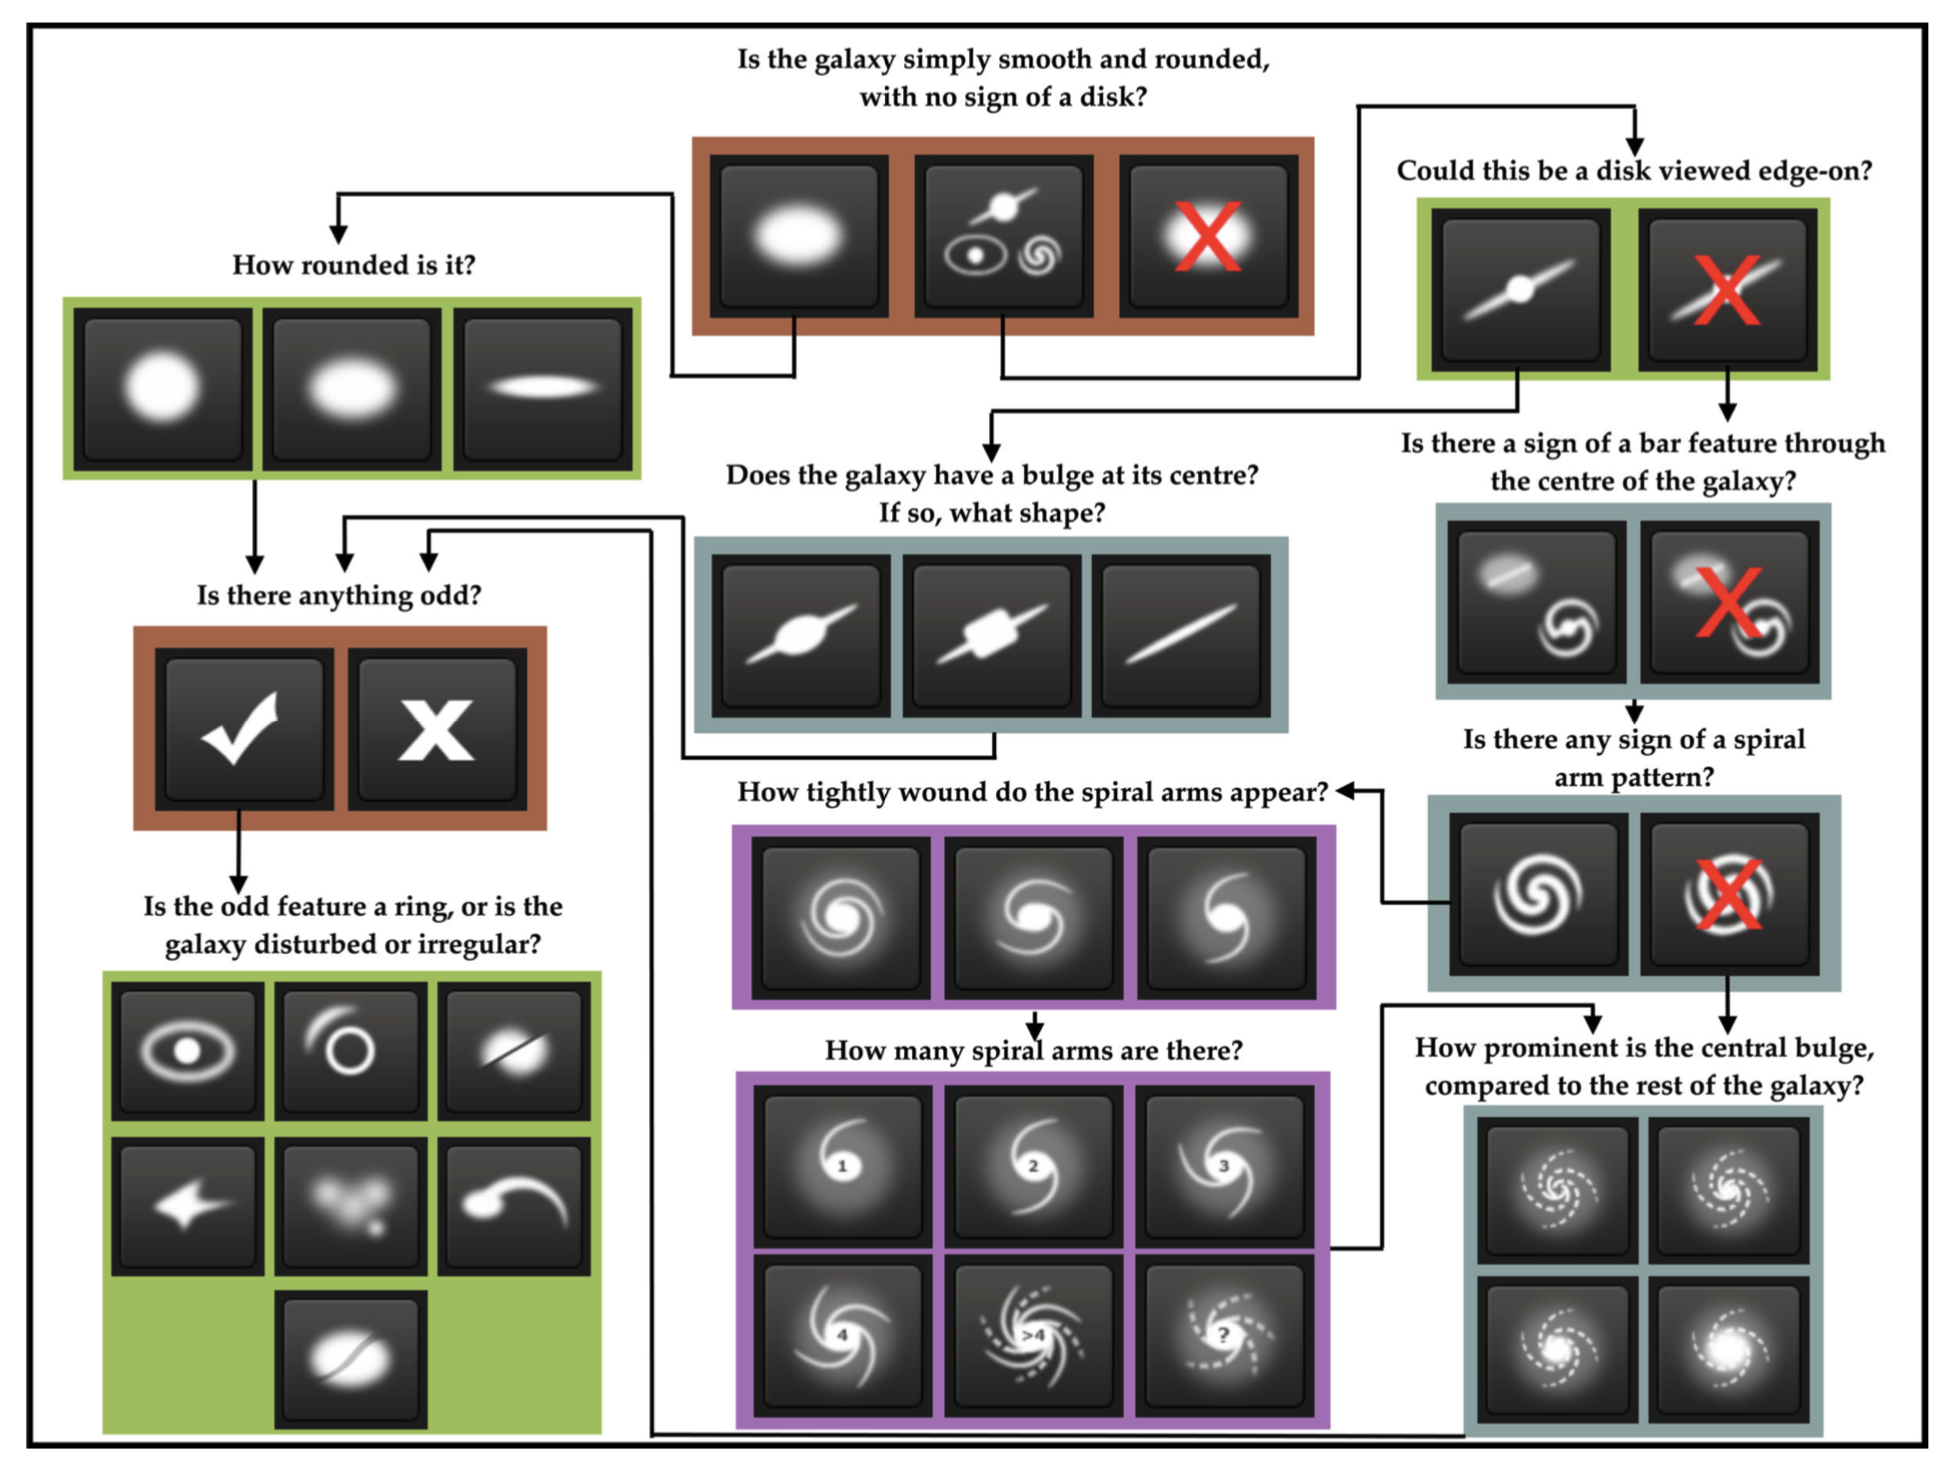 Is the galaxy simply smooth and rounded,
with no sign of a disk?
Could this be a disk viewed edge-on?
How rounded is it?
Is there a sign of a bar feature through
the centre of the galaxy?
Does the galaxy have a bulge at its centre?
If so, what shape?
Is there anything odd?
Is there any sign of a spiral
arm pattern?
How tightly wound do the spiral arms appear?
Is the odd feature a ring, or is the
galaxy disturbed or irregular?
How many spiral arms are there?
1
2
3
4
>4
?
How prominent is the central bulge,
compared to the rest of the galaxy?